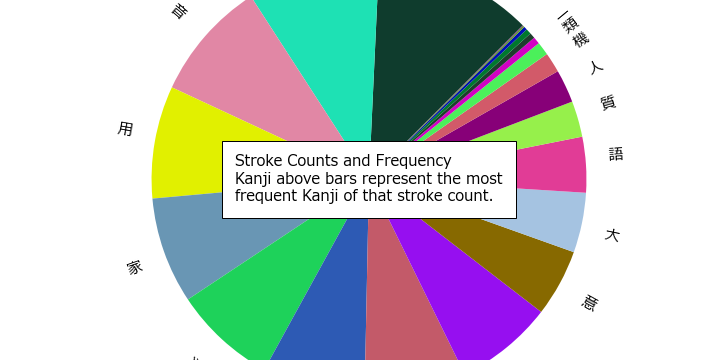 音
一
類
機
人
質
用
語
Stroke Counts and Frequency
Kanji above bars represent the most
frequent Kanji of that stroke count.
大
家
意